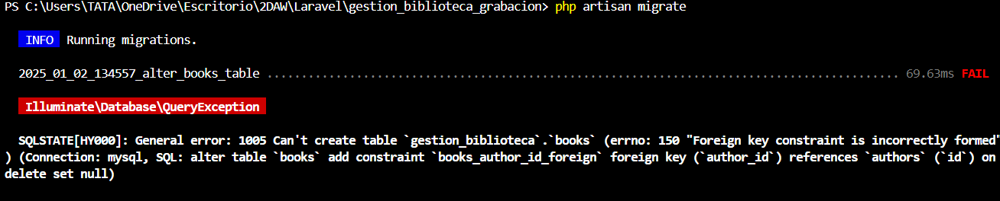 PS C:\Users\TATA\OneDrive\Escritorio\2DAW\Laravel\gestion_biblioteca_grabacion> php artisan migrate
INFO Running migrations.
2025_01_02_134557_alter_books_table ............................................................................................ 69.63ms FAIL
Illuminate\Database\QueryException
SQLSTATE[HY000]: General error: 1005 Can't create table `gestion_biblioteca`.`books` (errno: 150 "Foreign key constraint is incorrectly formed"
) (Connection: mysql, SQL: alter table `books` add constraint `books_author_id_foreign` foreign key (`author_id`) references `authors` (`id`) on
delete set null)